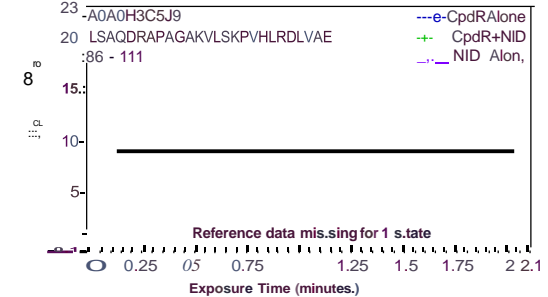 23
-A0A0H3C5J9
---e-CpdRAlone
20
LSAQDRAPAGAKVLSKPVHLRDLVAE
CpdR+NID
:86 - 111
NID Alon,
ro
8
15.
CL
10-
5-
Reference data mis.sing for 1 s.tate
O 0.25 05 0.75 1.25 1.5 1.75 2 2.1
Exposure Time (minutes.)